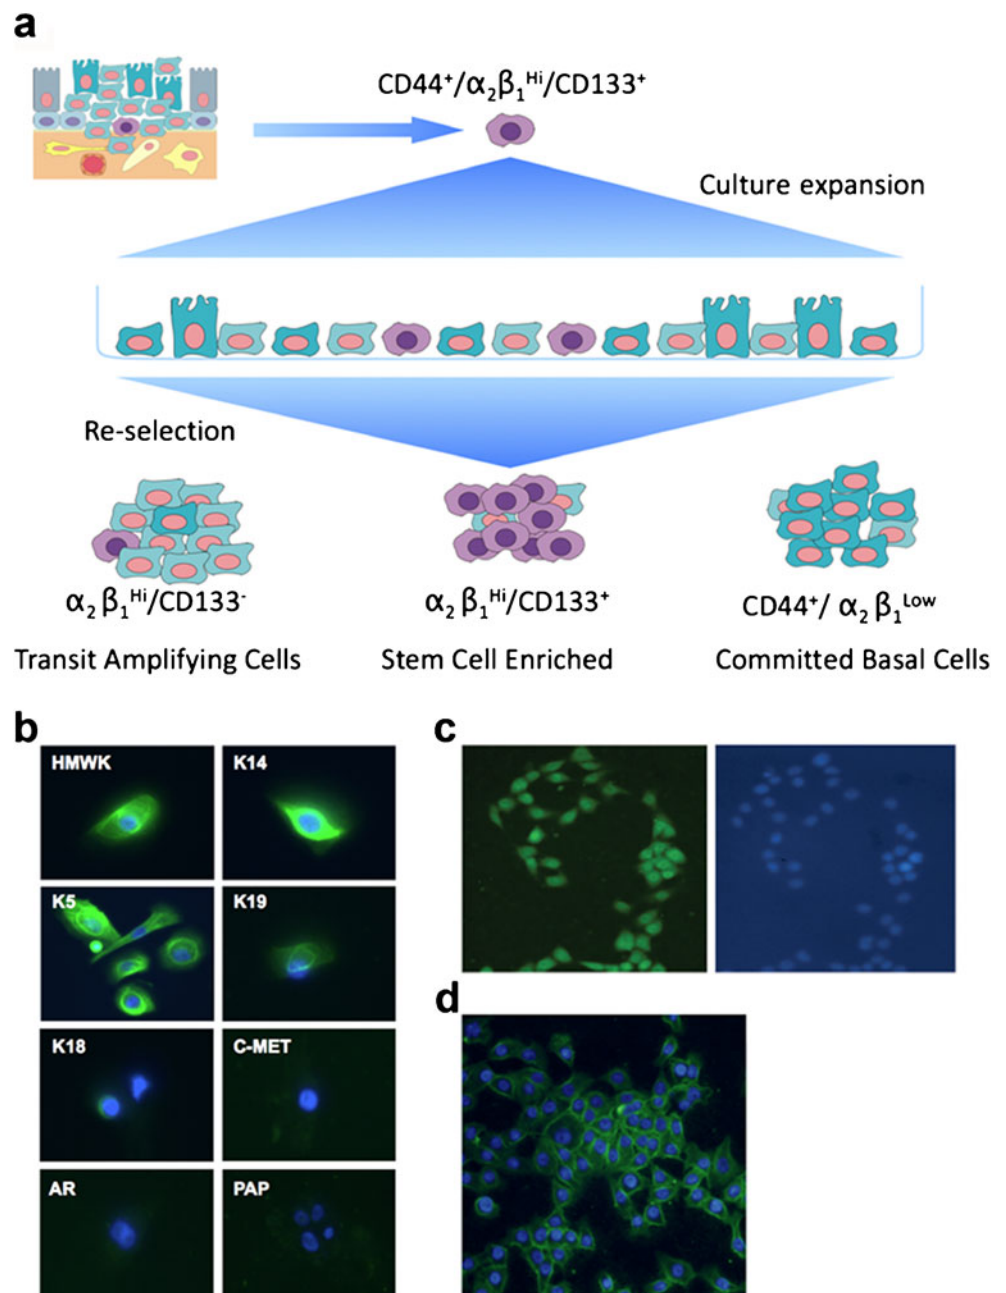 a
CD44⁺/α₂β₁ᴴⁱ/CD133⁺
Culture expansion
Re-selection
α₂ β₁ᴴⁱ/CD133⁻
α₂ β₁ᴴⁱ/CD133⁺
CD44⁺/ α₂ β₁ᴸᵒʷ
Transit Amplifying Cells
Stem Cell Enriched
Committed Basal Cells
b
HMWK
K14
K5
K19
K18
C-MET
AR
PAP
c
d